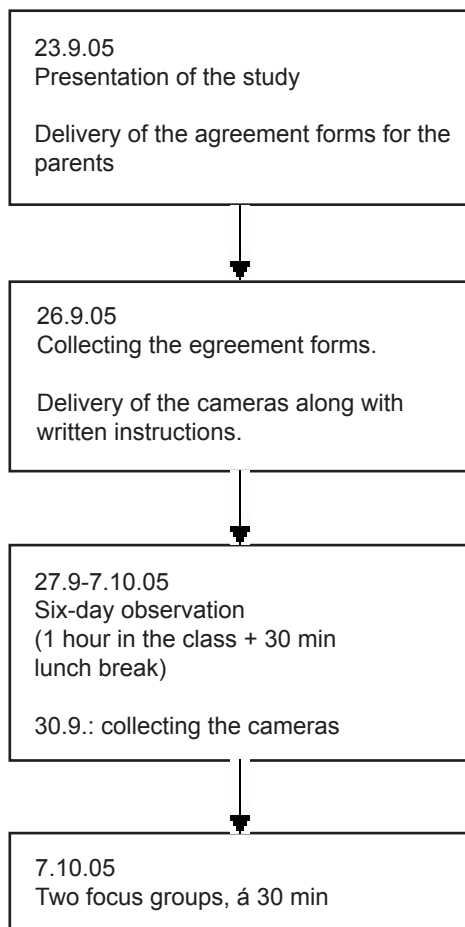 23.9.05
Presentation of the study
Delivery of the agreement forms for the
parents
26.9.05
Collecting the egreement forms.
Delivery of the cameras along with
written instructions.
27.9-7.10.05
Six-day observation
(1 hour in the class + 30 min
lunch break)
30.9.: collecting the cameras
7.10.05
Two focus groups, á 30 min